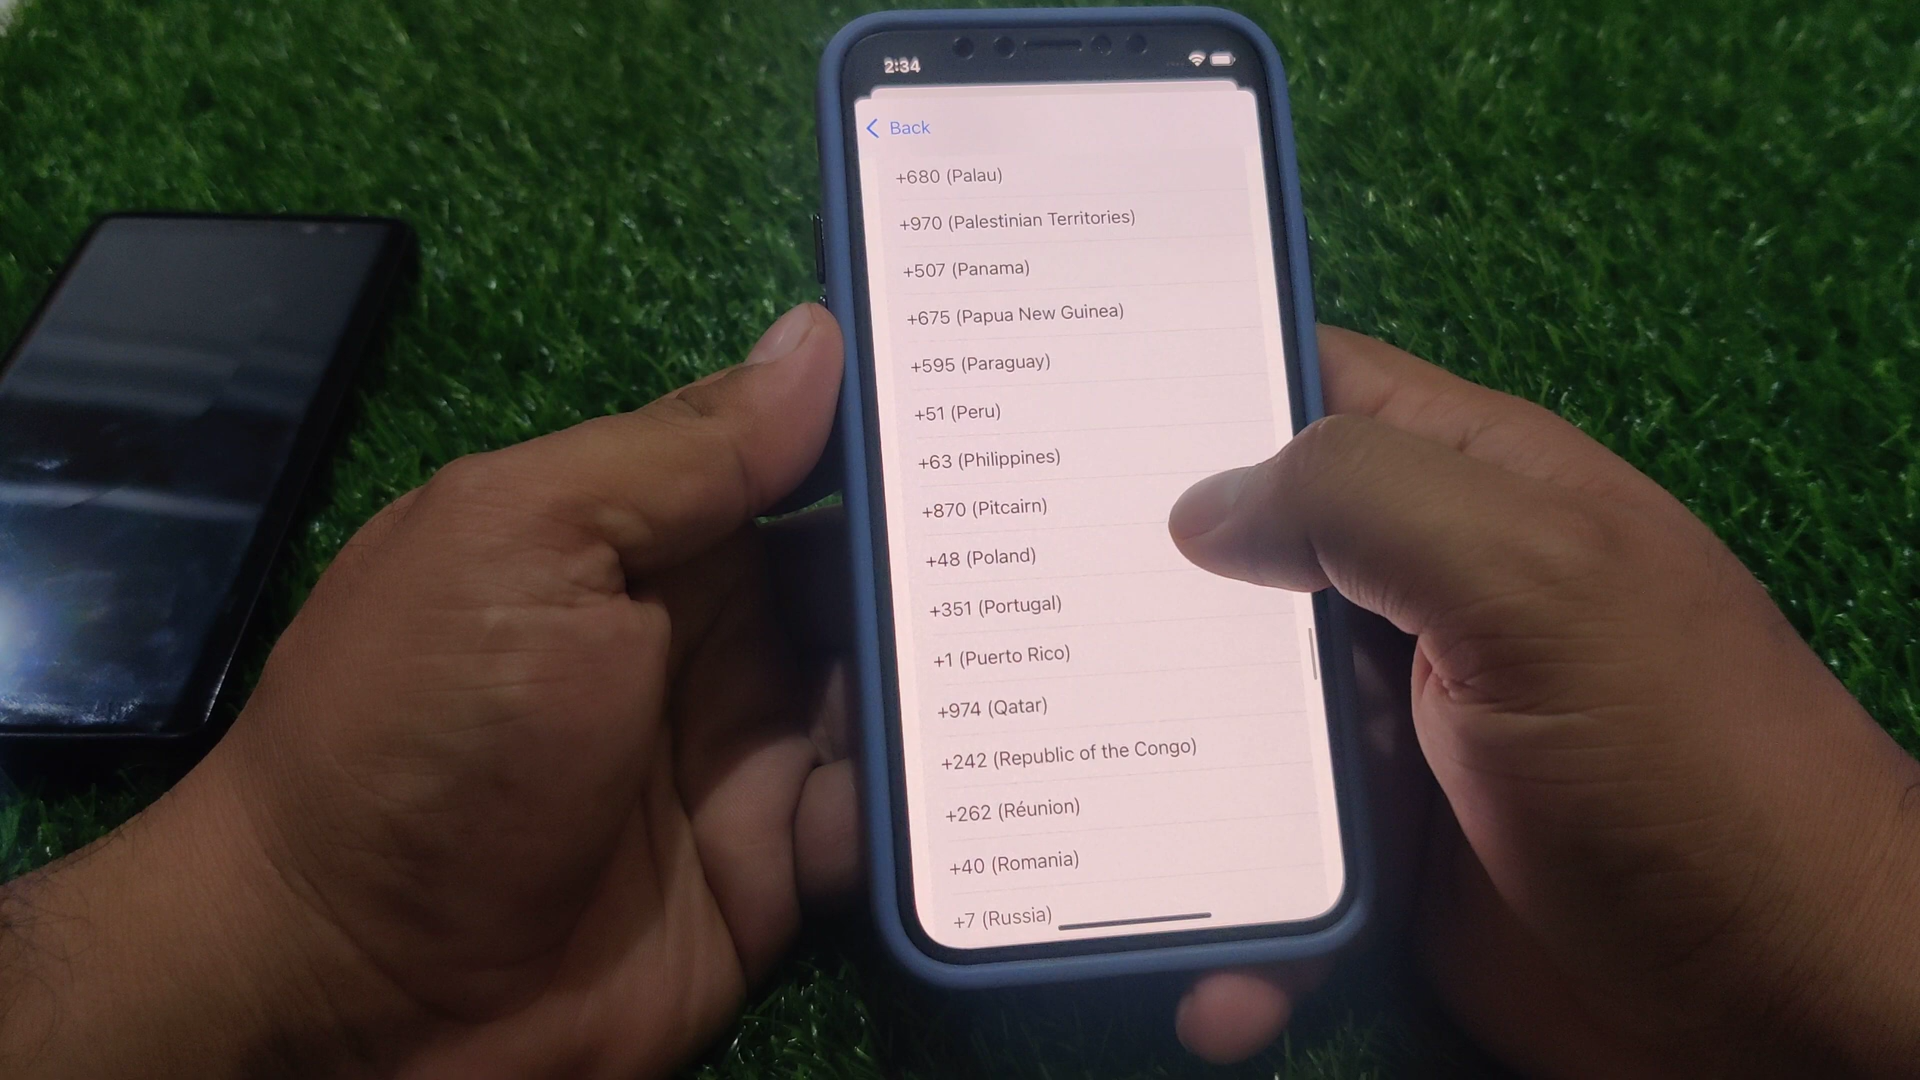 2:34
Back
+680 (Palau)
+970 (Palestinian Territories)
+507 (Panama)
+675 (Papua New Guinea)
+595 (Paraguay)
+51 (Peru)
+63 (Philippines)
+870 (Pitcairn)
+48 (Poland)
+351 (Portugal)
+1 (Puerto Rico)
+974 (Qatar)
+242 (Republic of the Congo)
+262 (Réunion)
+40 (Romania)
+7 (Russia)